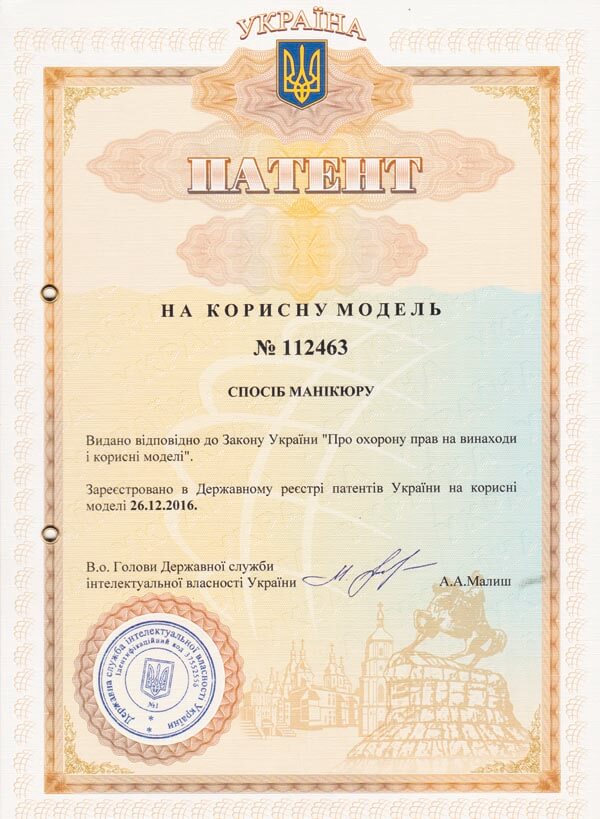 УКРАЇНА
ПАТЕНТ
НА КОРИСНУ МОДЕЛЬ
№ 112463
СПОСІБ МАНІКЮРУ
Видано відповідно до Закону України "Про охорону прав на винаходи
і корисні моделі".
Зареєстровано в Державному реєстрі патентів України на корисні
моделі 26.12.2016.
В.о. Голови Державної служби
інтелектуальної власності України
А.А.Малиш
Державна служба інтелектуальної власності України
ідентифікаційний код 37552556
№1